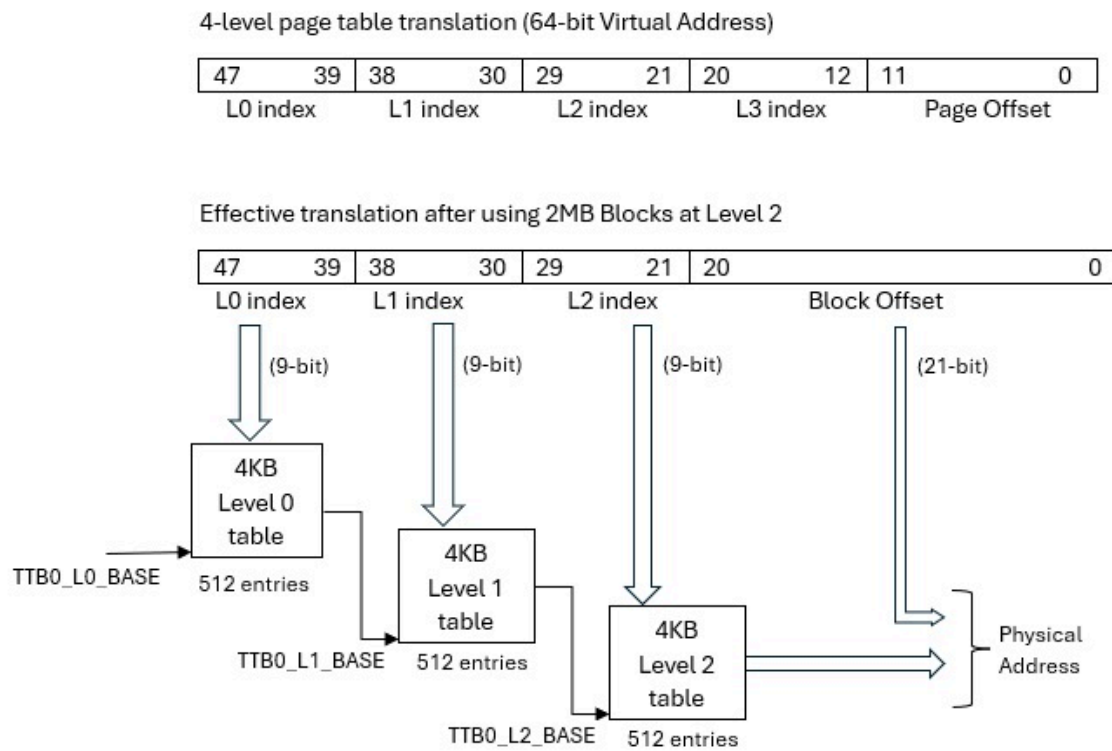 4-level page table translation (64-bit Virtual Address)
47 39 38 30 29 21 20 12 11 0
L0 index L1 index L2 index L3 index Page Offset
Effective translation after using 2MB Blocks at Level 2
47 39 38 30 29 21 20 0
L0 index L1 index L2 index Block Offset
(9-bit) (9-bit) (9-bit) (21-bit)
4KB
Level 0
table
TTB0_L0_BASE
512 entries
4KB
Level 1
table
TTB0_L1_BASE
512 entries
4KB
Level 2
table
TTB0_L2_BASE
512 entries
Physical
Address